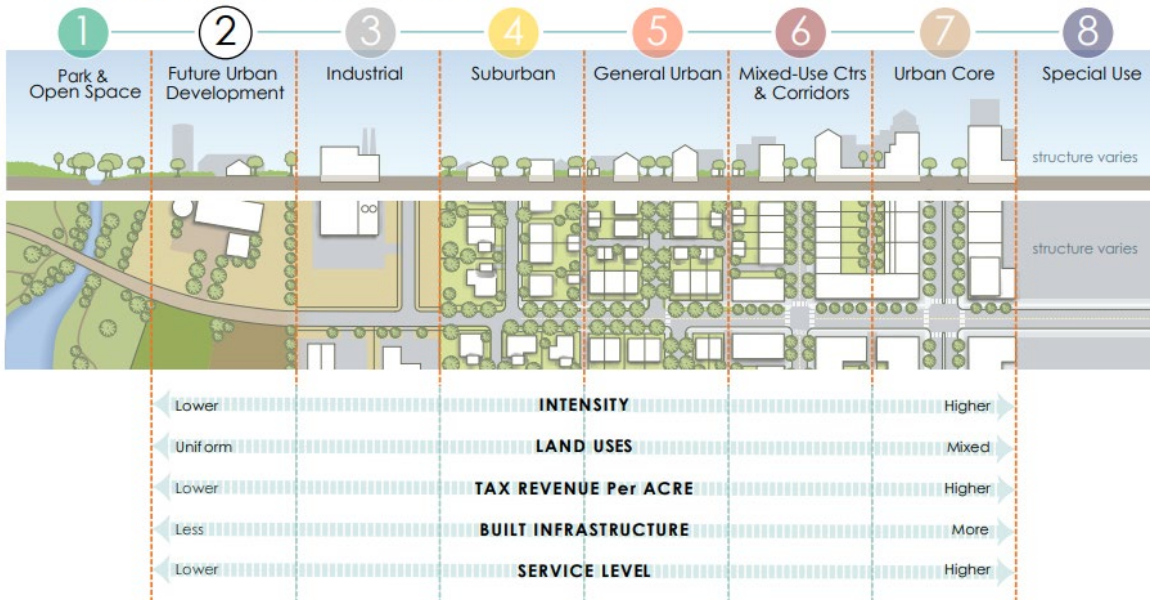 1 2 3 4 5 6 7 8
Park &
Open Space
Future Urban
Development
Industrial
Suburban
General Urban
Mixed-Use Ctrs
& Corridors
Urban Core
Special Use
structure varies
structure varies
Lower INTENSITY Higher
Uniform LAND USES Mixed
Lower TAX REVENUE Per ACRE Higher
Less BUILT INFRASTRUCTURE More
Lower SERVICE LEVEL Higher